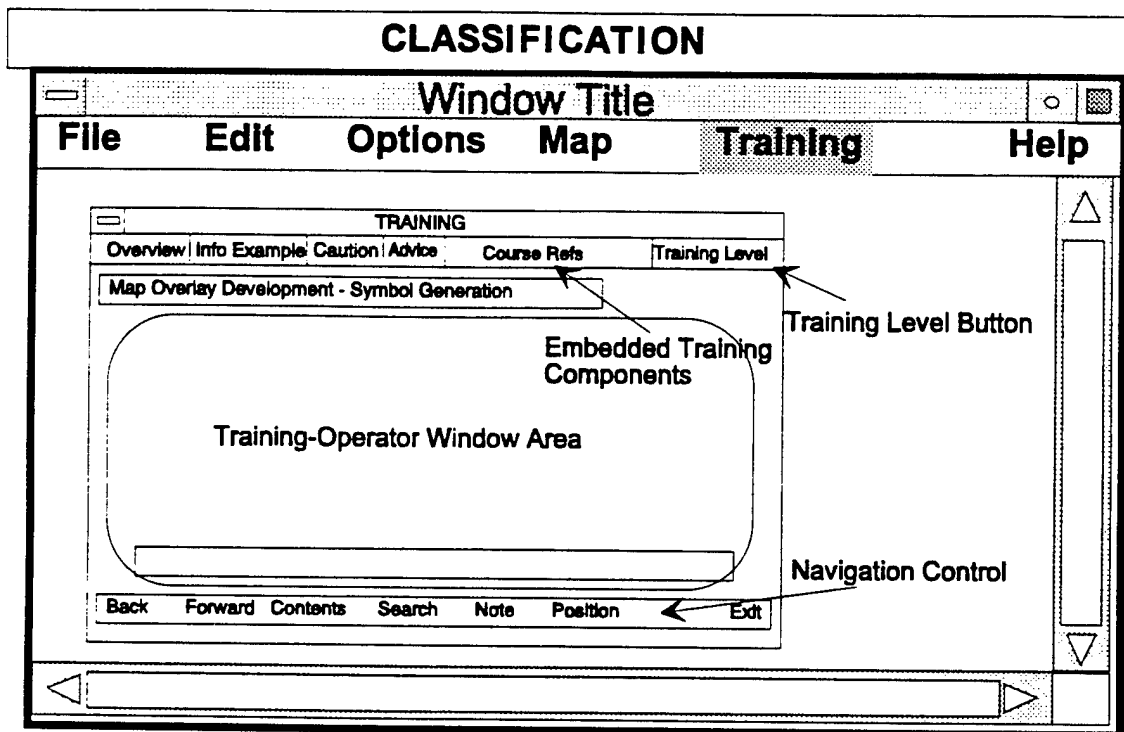 CLASSIFICATION
Window Title
File Edit Options Map Training Help
TRAINING
Overview Info Example Caution Advice Course Refs Training Level
Map Overlay Development - Symbol Generation
Training Level Button
Embedded Training
Components
Training-Operator Window Area
Navigation Control
Back Forward Contents Search Note Position Exit